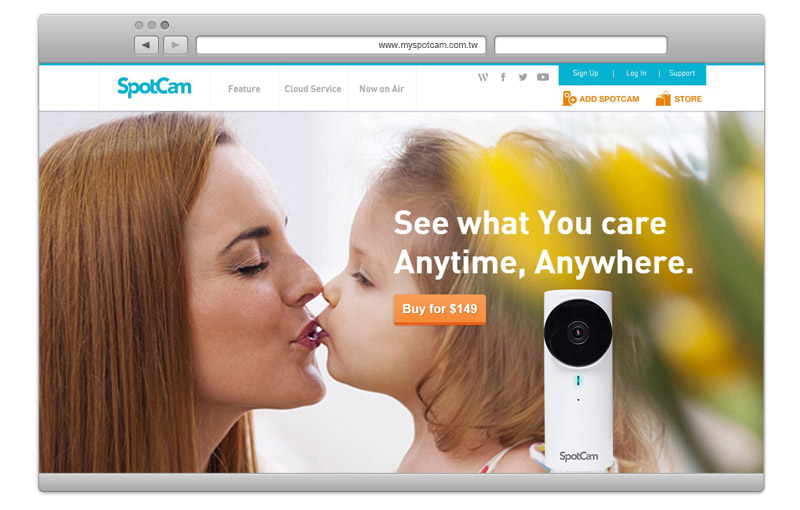 www.myspotcam.com.tw
SpotCam
Feature
Cloud Service
Now on Air
W f
Sign Up | Log In | Support
ADD SPOTCAM
STORE
See what You care
Anytime, Anywhere.
Buy for $149
SpotCam